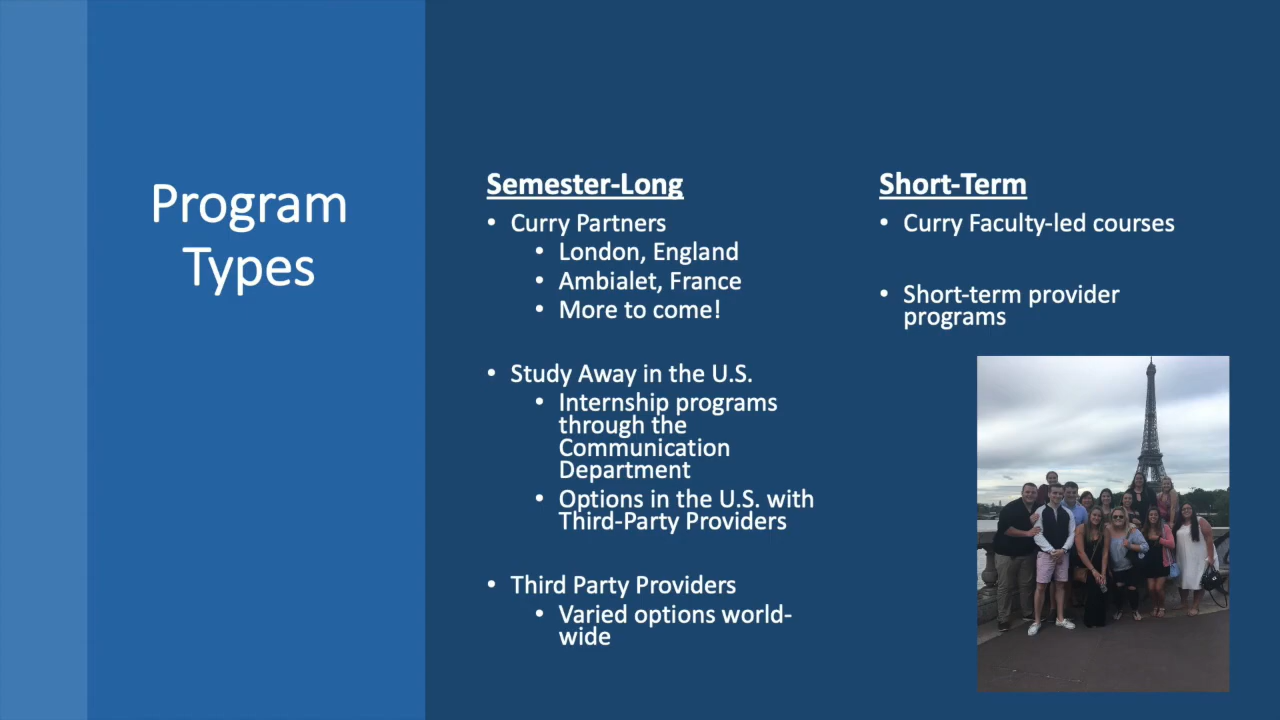 Program
Types
Semester-Long
• Curry Partners
• London, England
• Ambialet, France
• More to come!
• Study Away in the U.S.
• Internship programs
through the
Communication
Department
• Options in the U.S. with
Third-Party Providers
• Third Party Providers
• Varied options world-
wide
Short-Term
• Curry Faculty-led courses
• Short-term provider
programs